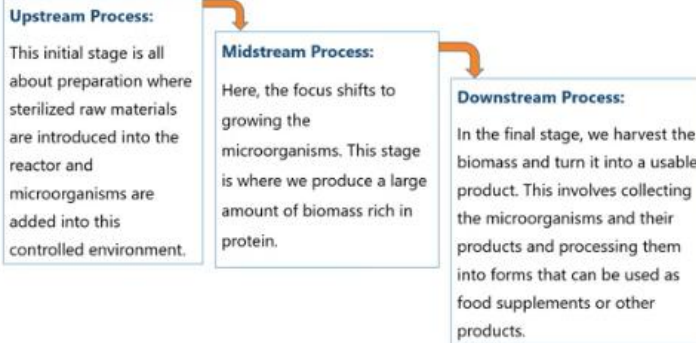 Upstream Process:
This initial stage is all
about preparation where
sterilized raw materials
are introduced into the
reactor and
microorganisms are
added into this
controlled environment.
Midstream Process:
Here, the focus shifts to
growing the
microorganisms. This stage
is where we produce a large
amount of biomass rich in
protein.
Downstream Process:
In the final stage, we harvest the
biomass and turn it into a usable
product. This involves collecting
the microorganisms and their
products and processing them
into forms that can be used as
food supplements or other
products.